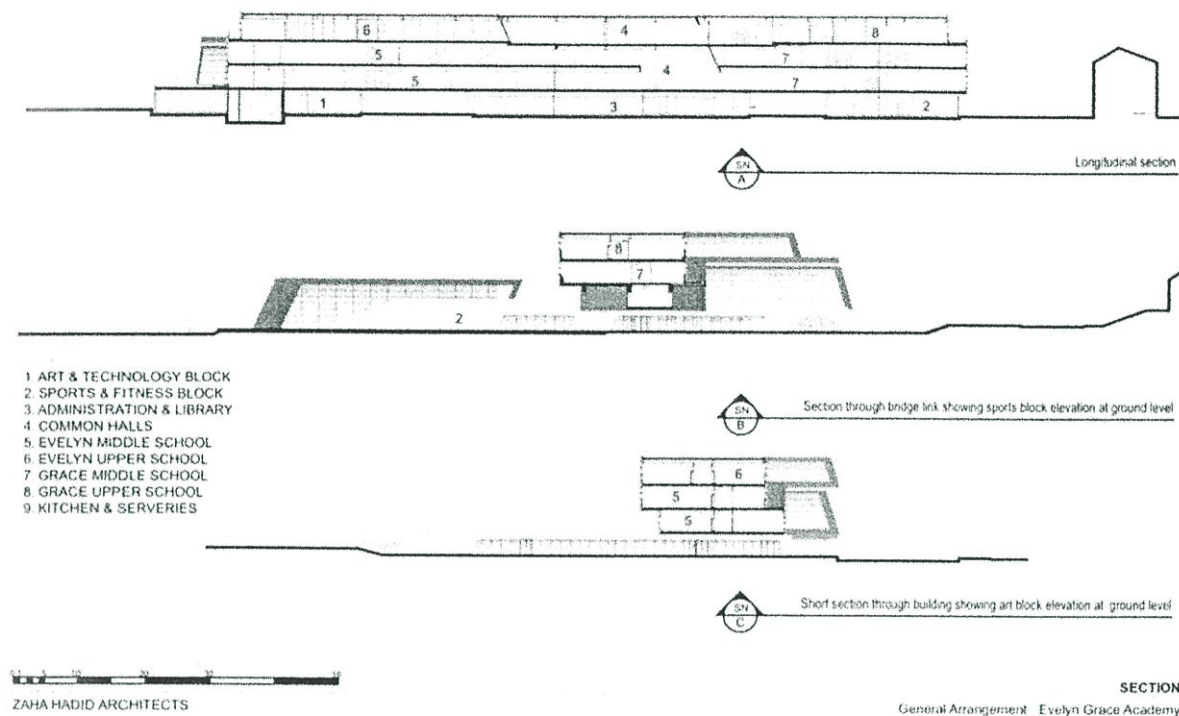 6 4 8
5 7
4
5 7
1 3 2
SN
A
Longitudinal section
8
7
2
SN
B
Section through bridge link showing sports block elevation at ground level
1 ART & TECHNOLOGY BLOCK
2. SPORTS & FITNESS BLOCK
3. ADMINISTRATION & LIBRARY
4 COMMON HALLS
5. EVELYN MIDDLE SCHOOL
6. EVELYN UPPER SCHOOL
7. GRACE MIDDLE SCHOOL
8. GRACE UPPER SCHOOL
9. KITCHEN & SERVERIES
6
5
5
SN
C
Short section through building showing art block elevation at ground level
ZAHA HADID ARCHITECTS
SECTION
General Arrangement Evelyn Grace Academy